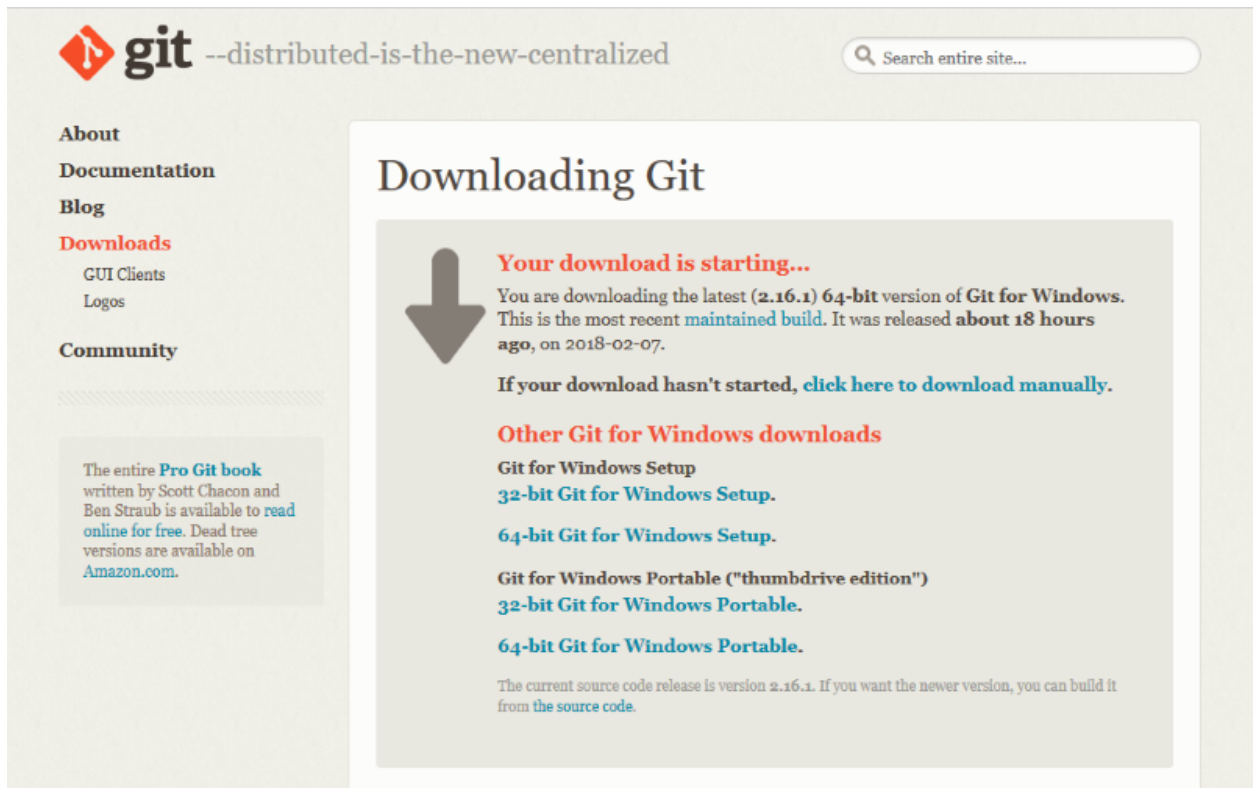 git --distributed-is-the-new-centralized
Search entire site...
About
Documentation
Blog
Downloads
GUI Clients
Logos
Community
The entire Pro Git book
written by Scott Chacon and
Ben Straub is available to read
online for free. Dead tree
versions are available on
Amazon.com.
Downloading Git
Your download is starting...
You are downloading the latest (2.16.1) 64-bit version of Git for Windows.
This is the most recent maintained build. It was released about 18 hours
ago, on 2018-02-07.
If your download hasn't started, click here to download manually.
Other Git for Windows downloads
Git for Windows Setup
32-bit Git for Windows Setup.
64-bit Git for Windows Setup.
Git for Windows Portable ("thumbdrive edition")
32-bit Git for Windows Portable.
64-bit Git for Windows Portable.
The current source code release is version 2.16.1. If you want the newer version, you can build it
from the source code.